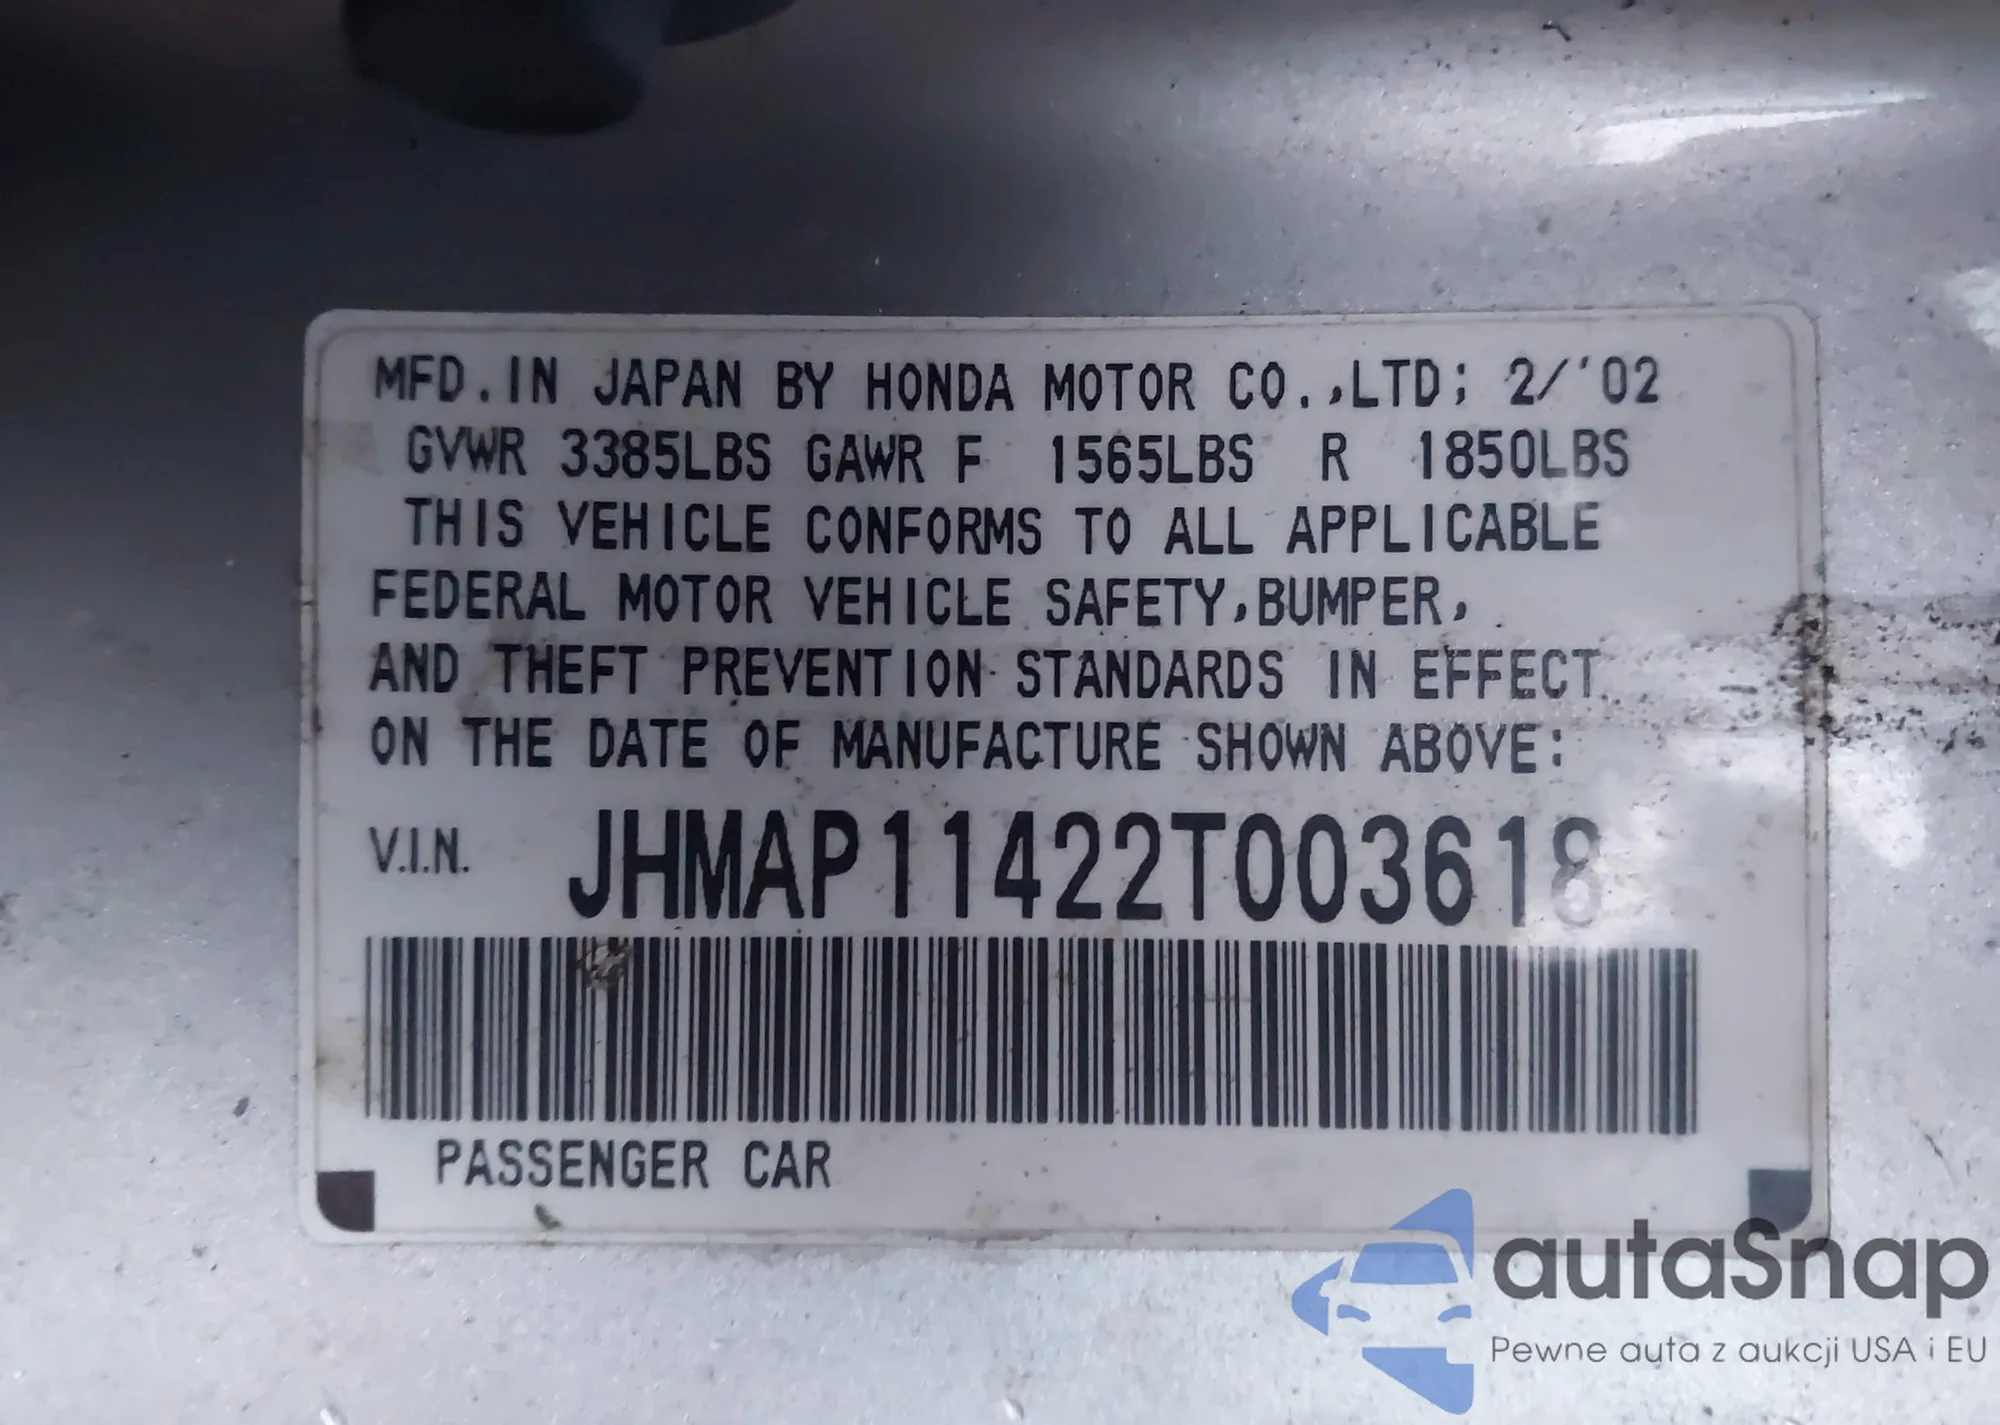 MFD. IN JAPAN BY HONDA MOTOR CO.,LTD; 2/'02
GVWR 3385LBS GAWR F 1565LBS R 1850LBS
THIS VEHICLE CONFORMS TO ALL APPLICABLE
FEDERAL MOTOR VEHICLE SAFETY,BUMPER,
AND THEFT PREVENTION STANDARDS IN EFFECT
ON THE DATE OF MANUFACTURE SHOWN ABOVE:
V.I.N. JHMAP11422T003618
PASSENGER CAR
autaSnap
Pewne auta z aukcji USA i EU